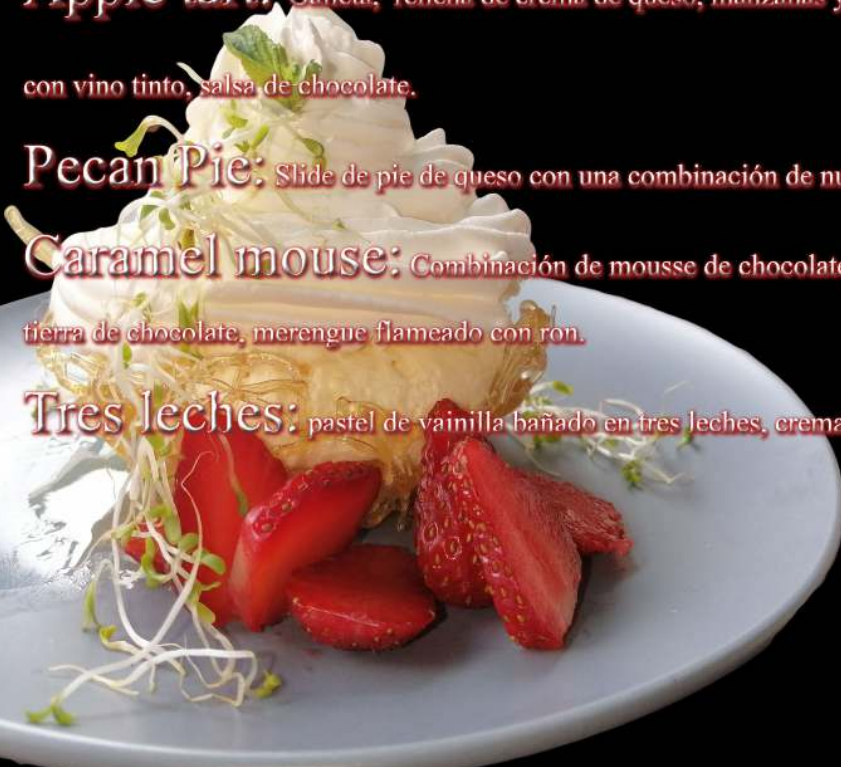 con vino tinto, salsa de chocolate.
Pecan Pie: Slide de pie de queso con una combinación de
Caramel mouse: Combinación de mousse de chocolate
tierra de chocolate, merengue flameado con ron.
Tres leches: pastel de vainilla bañado en tres leches, crema